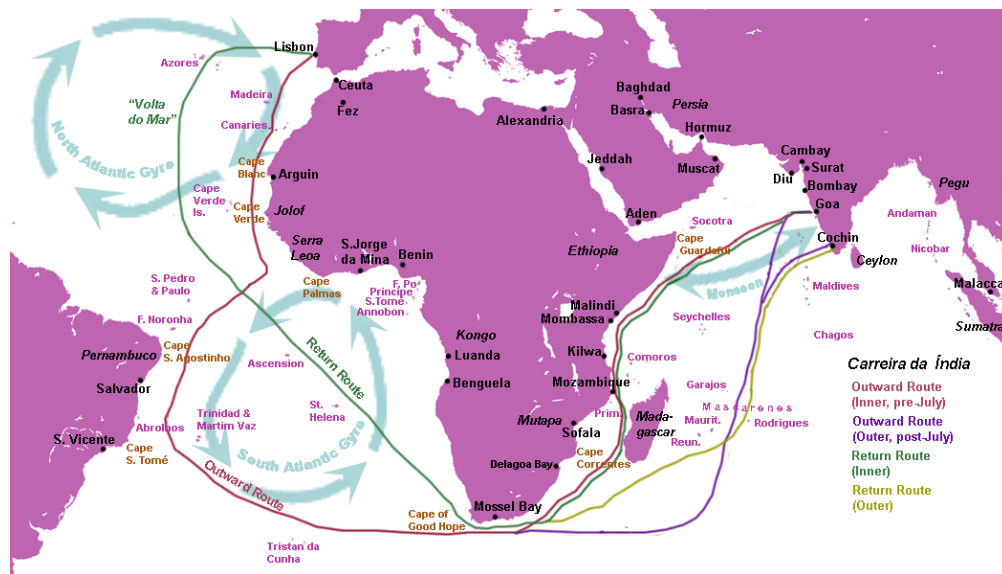 Lisbon
Azores
Madeira
Canaries
"Volta
do Mar"
North Atlantic Gyre
Ceuta
Fez
Alexandria
Baghdad
Basra
Persia
Hormuz
Muscat
Jeddah
Aden
Cambay
Surat
Diu
Bombay
Goa
Pegu
Andaman
Nicobar
Cochin
Ceylon
Malacca
Sumatra
Maldives
Chagos
Socotra
Cape
Guardafui
Monsoon
Cape
Blanc
Arguin
Cape
Verde
Is.
Cape
Verde
Jolof
Serra
Leoa
S.Jorge
da Mina
Benin
Cape
Palmas
F. Po
Principe
S.Tomé
Annobon
Ethiopia
Malindi
Mombassa
Seychelles
Kilwa
Comoros
Mozambique
Prim.
Garajos
Mascarenes
Maurit.
Rodrigues
Reun.
Mada-
gascar
Kongo
Luanda
Benguela
Mutapa
Sofala
Cape
Correntes
Delagoa Bay
Mossel Bay
Cape of
Good Hope
S. Pedro
& Paulo
F. Noronha
Cape
S. Agostinho
Pernambuco
Salvador
Ascension
St.
Helena
Return Route
Abrolhos
Trinidad &
Martim Vaz
South Atlantic Gyre
S. Vicente
Cape
S. Tomé
Outward Route
Tristan da
Cunha
Carreira da Índia
Outward Route
(Inner, pre-July)
Outward Route
(Outer, post-July)
Return Route
(Inner)
Return Route
(Outer)